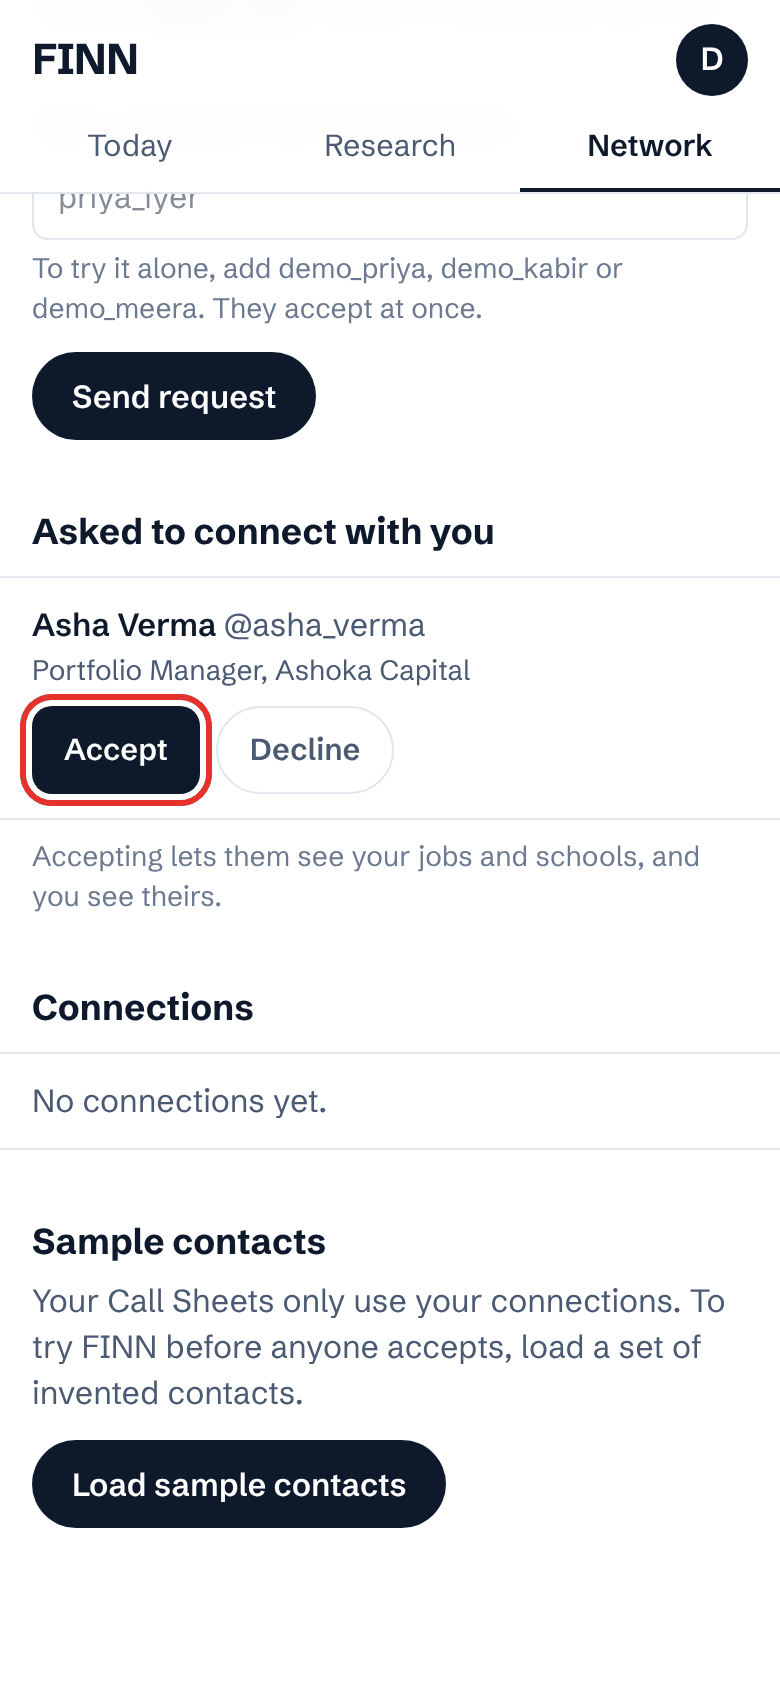 FINN
D
Today
Research
Network
priya_iyer
To try it alone, add demo_priya, demo_kabir or
demo_meera. They accept at once.
Send request
Asked to connect with you
Asha Verma @asha_verma
Portfolio Manager, Ashoka Capital
Accept
Decline
Accepting lets them see your jobs and schools, and
you see theirs.
Connections
No connections yet.
Sample contacts
Your Call Sheets only use your connections. To
try FINN before anyone accepts, load a set of
invented contacts.
Load sample contacts